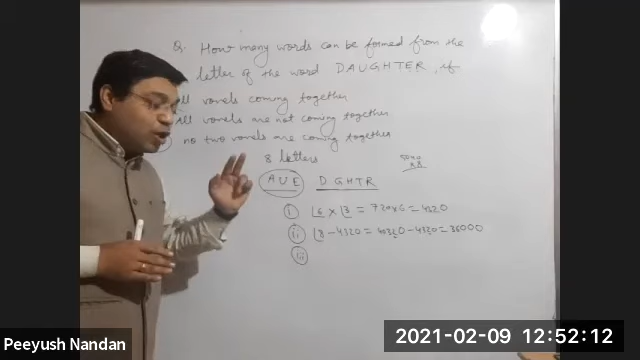 Q. How many words can be formed from the
letter of the word DAUGHTER, if
All vowels coming together
All vowels are not coming together
no two vowels are coming together
8 letters
AUE DGHTR
i) ⌊6 × ⌊3 = 720×6 = 4320
ii) ⌊8 - 4320 = 40320 - 4320 = 36000
iii)
Peeyush Nandan
2021-02-09 12:52:12